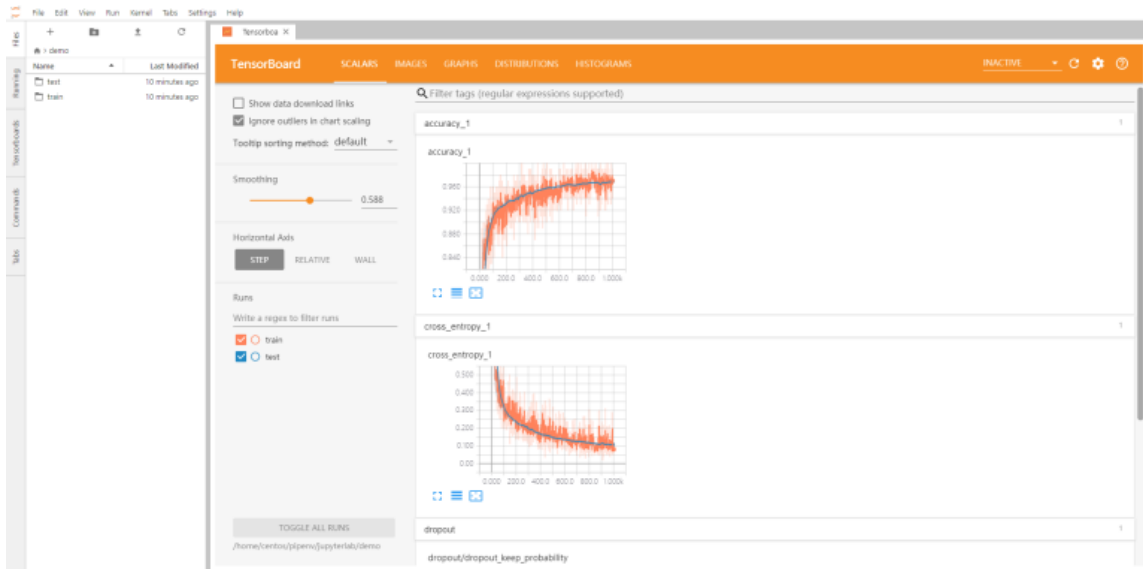 File Edit View Run Kernel Tabs Settings Help
Files
Running
Tensorboards
Commands
Tabs
> demo
Name Last Modified
test 10 minutes ago
train 10 minutes ago
Tensorboa ×
TensorBoard SCALARS IMAGES GRAPHS DISTRIBUTIONS HISTOGRAMS INACTIVE
Show data download links
Ignore outliers in chart scaling
Tooltip sorting method: default
Smoothing
0.588
Horizontal Axis
STEP RELATIVE WALL
Runs
Write a regex to filter runs
train
test
TOGGLE ALL RUNS
/home/centos/pipenv/jupyterlab/demo
Filter tags (regular expressions supported)
accuracy_1 1
accuracy_1
0.960
0.920
0.880
0.840
0.000 200.0 400.0 600.0 800.0 1.000k
cross_entropy_1 1
cross_entropy_1
0.500
0.400
0.300
0.200
0.100
0.00
0.000 200.0 400.0 600.0 800.0 1.000k
dropout 1
dropout/dropout_keep_probability